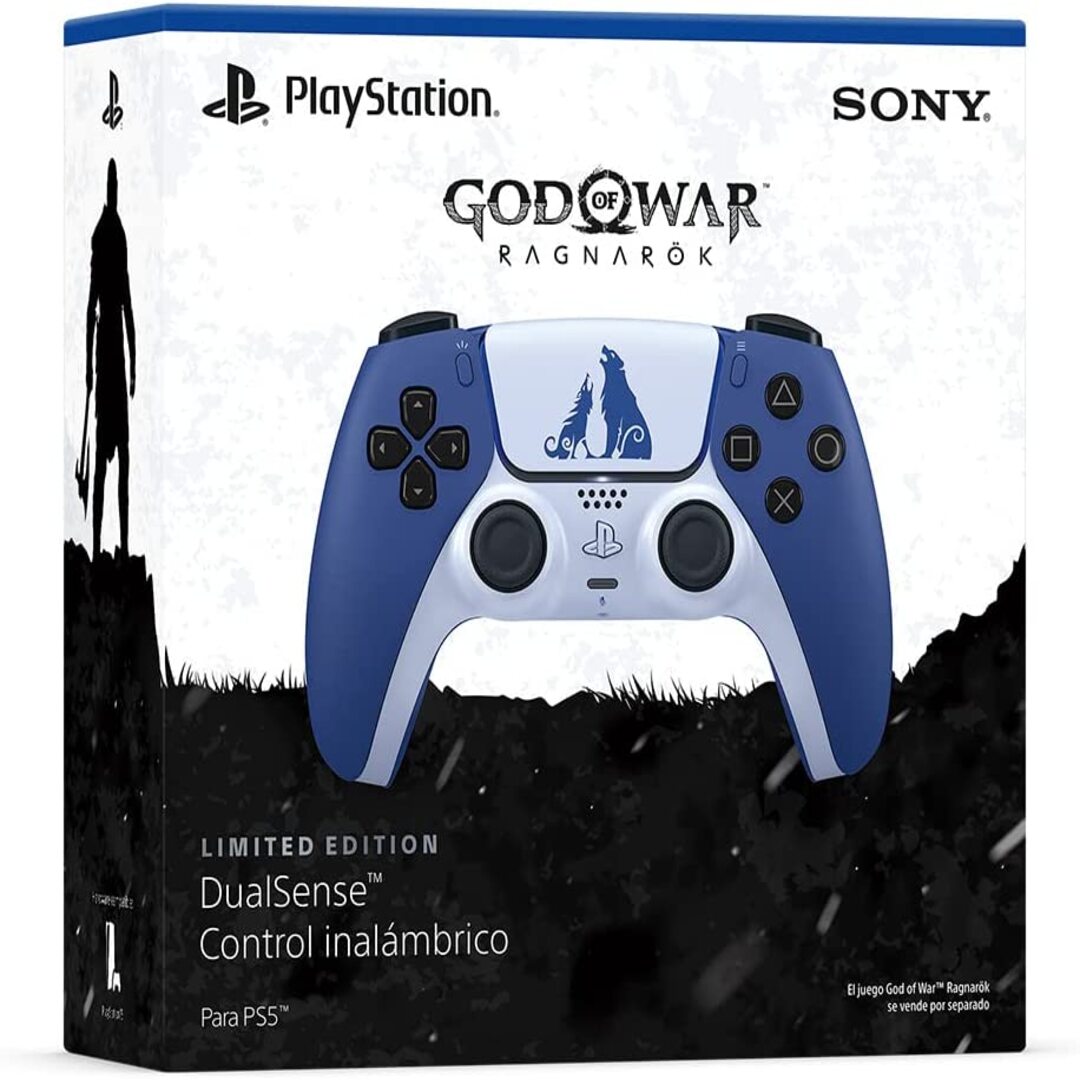 PlayStation
SONY
GOD OF WAR™
RAGNARÖK
LIMITED EDITION
DualSense™
Control inalámbrico
Para PS5™
El juego God of War™ Ragnarök
se vende por separado